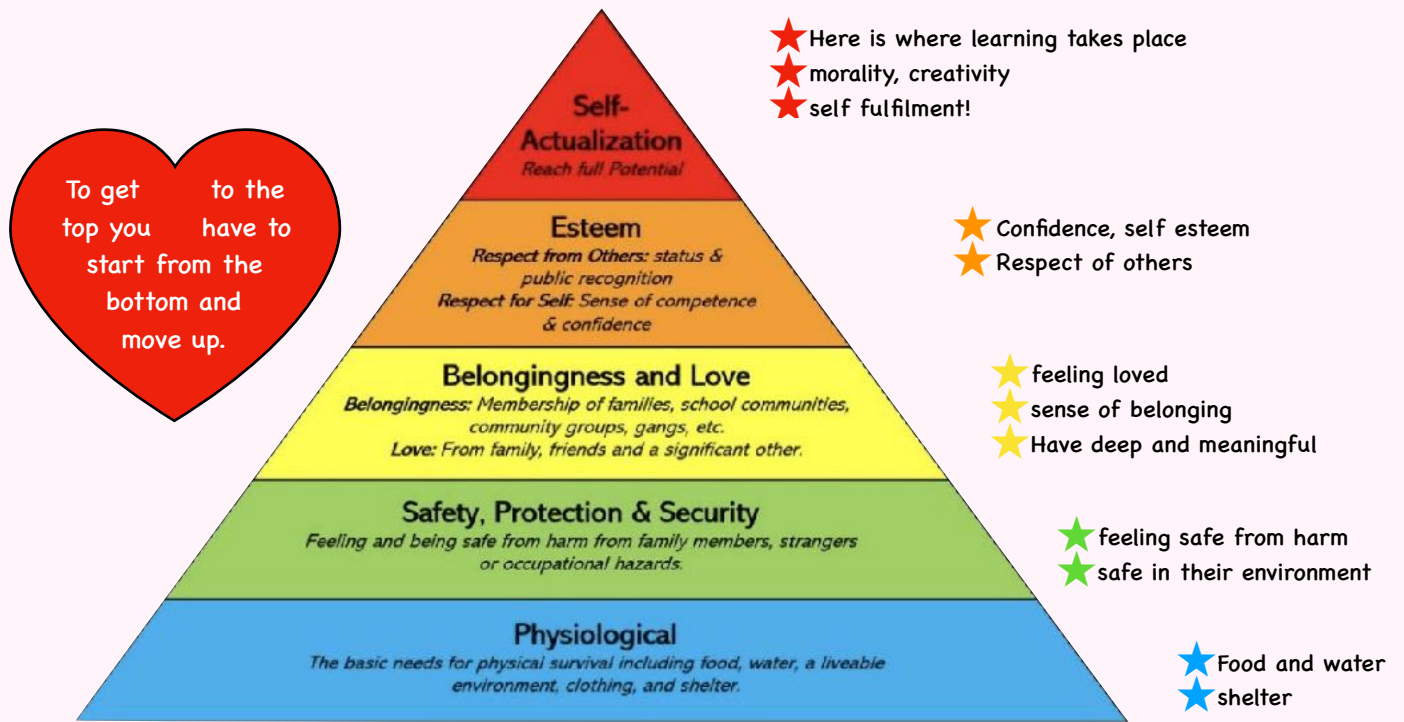 Here is where learning takes place
morality, creativity
self fulfilment!
Self-
Actualization
Reach full Potential
To get to the
top you have to
start from the
bottom and
move up.
Esteem
Respect from Others: status &
public recognition
Respect for Self: Sense of competence
& confidence
Confidence, self esteem
Respect of others
Belongingness and Love
Belongingness: Membership of families, school communities,
community groups, gangs, etc.
Love: From family, friends and a significant other.
feeling loved
sense of belonging
Have deep and meaningful
Safety, Protection & Security
Feeling and being safe from harm from family members, strangers
or occupational hazards.
feeling safe from harm
safe in their environment
Physiological
The basic needs for physical survival including food, water, a liveable
environment, clothing, and shelter.
Food and water
shelter